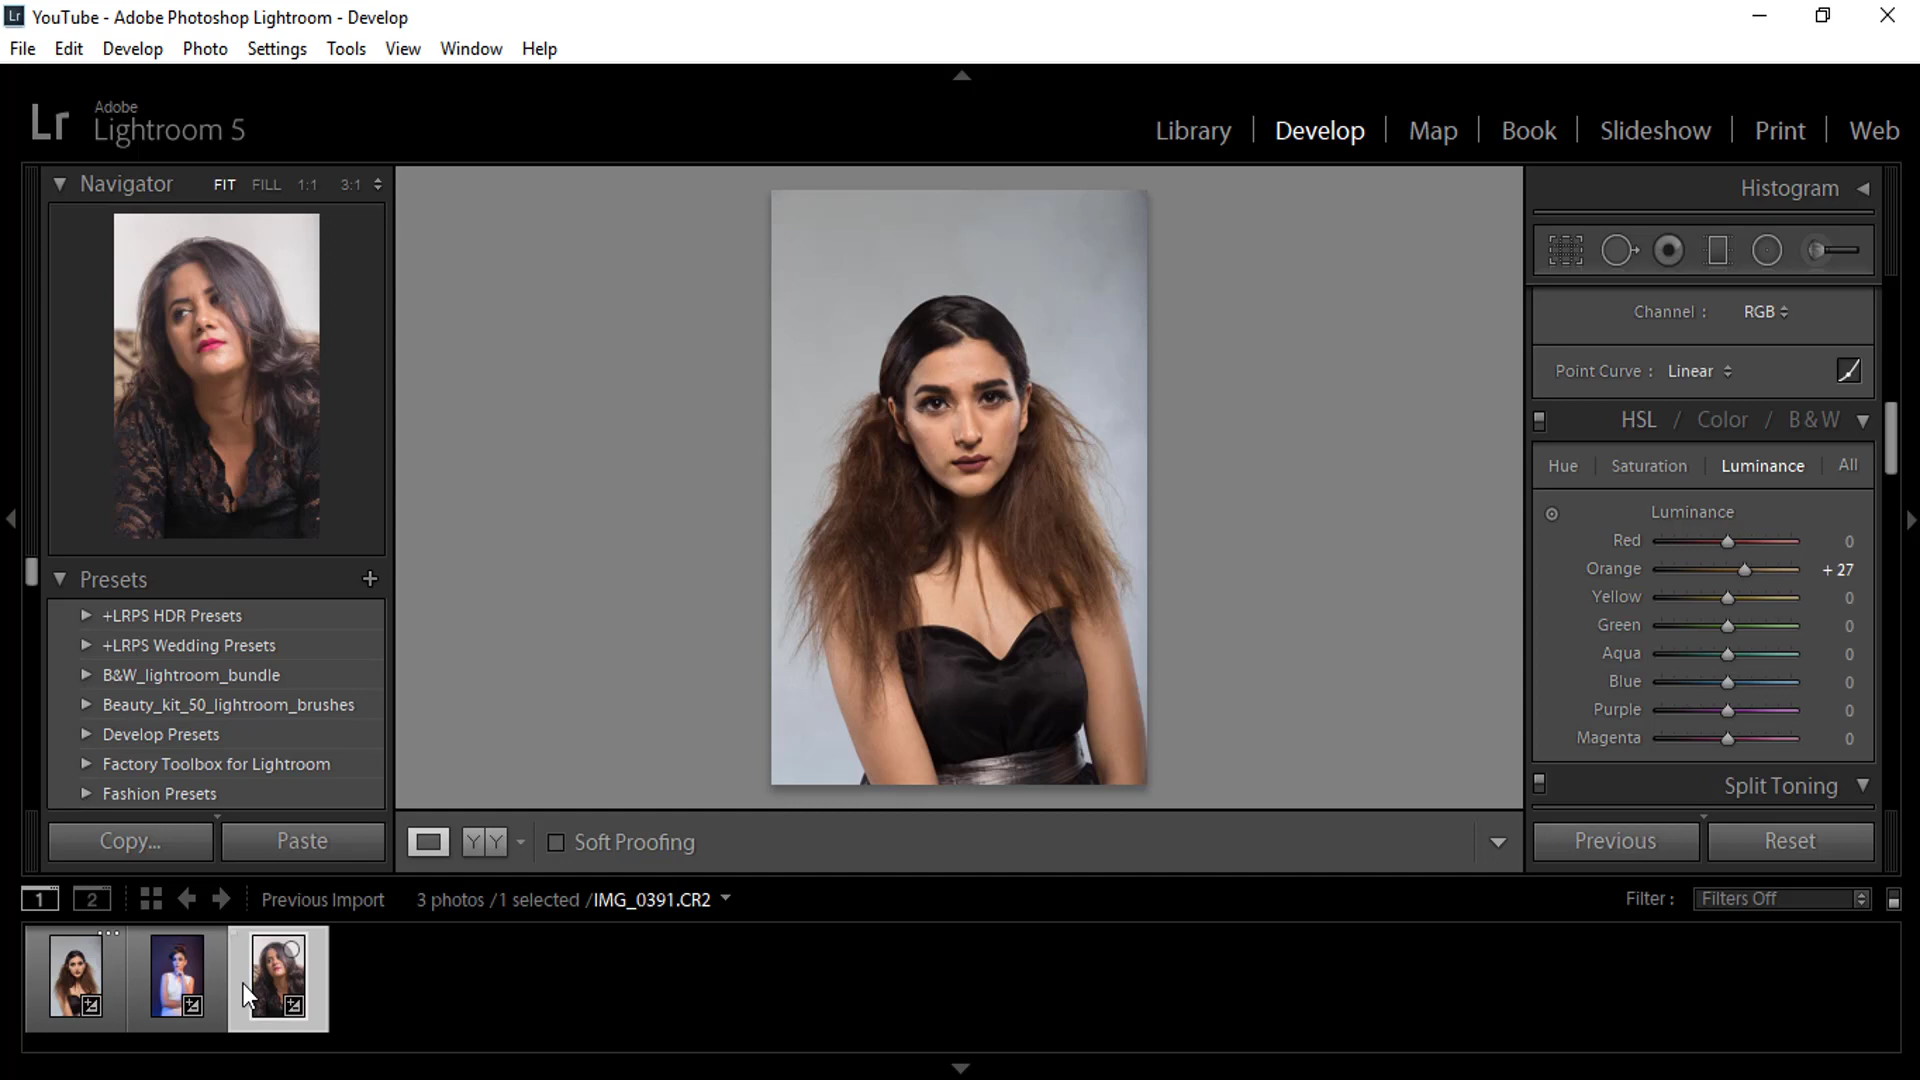 Lr YouTube - Adobe Photoshop Lightroom - Develop
File Edit Develop Photo Settings Tools View Window Help
Lr Adobe Lightroom 5
Library | Develop | Map | Book | Slideshow | Print | Web
Navigator FIT FILL 1:1 3:1
Presets +
+LRPS HDR Presets
+LRPS Wedding Presets
B&W_lightroom_bundle
Beauty_kit_50_lightroom_brushes
Develop Presets
Factory Toolbox for Lightroom
Fashion Presets
Copy... Paste
Y Y Soft Proofing
Histogram
Channel : RGB
Point Curve : Linear
HSL / Color / B & W
Hue | Saturation | Luminance | All
Luminance
Red 0
Orange + 27
Yellow 0
Green 0
Aqua 0
Blue 0
Purple 0
Magenta 0
Split Toning
Previous Reset
1 2 Previous Import 3 photos /1 selected /IMG_0391.CR2 Filter : Filters Off